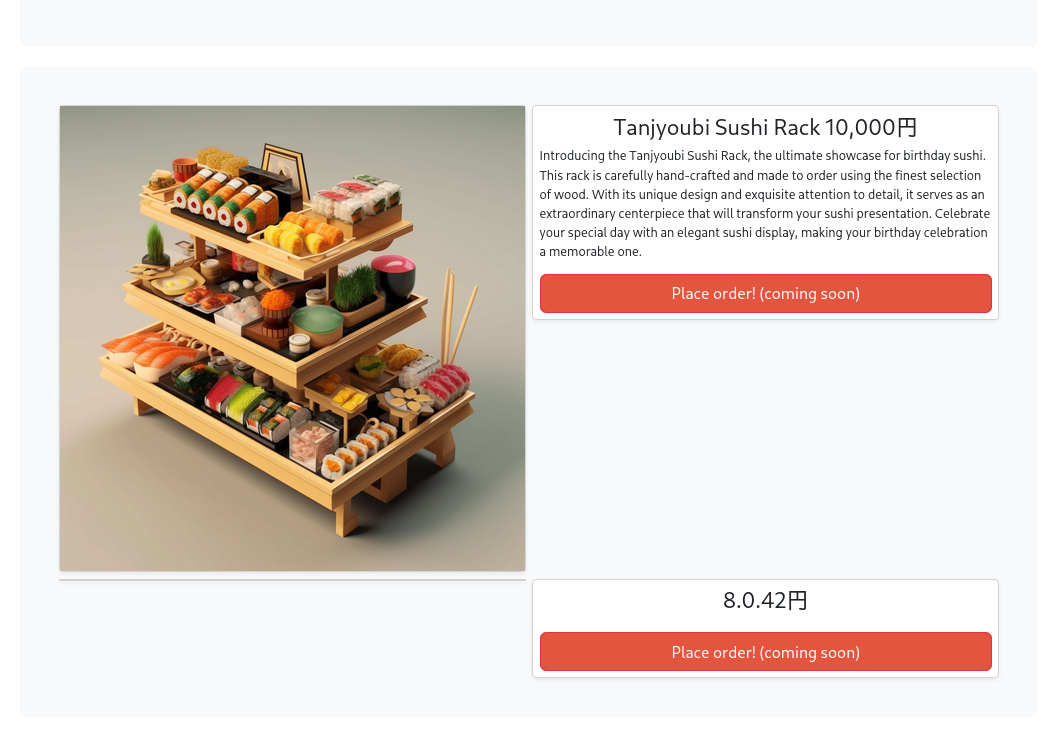 Tanjyoubi Sushi Rack 10,000円
Introducing the Tanjyoubi Sushi Rack, the ultimate showcase for birthday sushi.
This rack is carefully hand-crafted and made to order using the finest selection
of wood. With its unique design and exquisite attention to detail, it serves as an
extraordinary centerpiece that will transform your sushi presentation. Celebrate
your special day with an elegant sushi display, making your birthday celebration
a memorable one.
Place order! (coming soon)
8.0.42円
Place order! (coming soon)